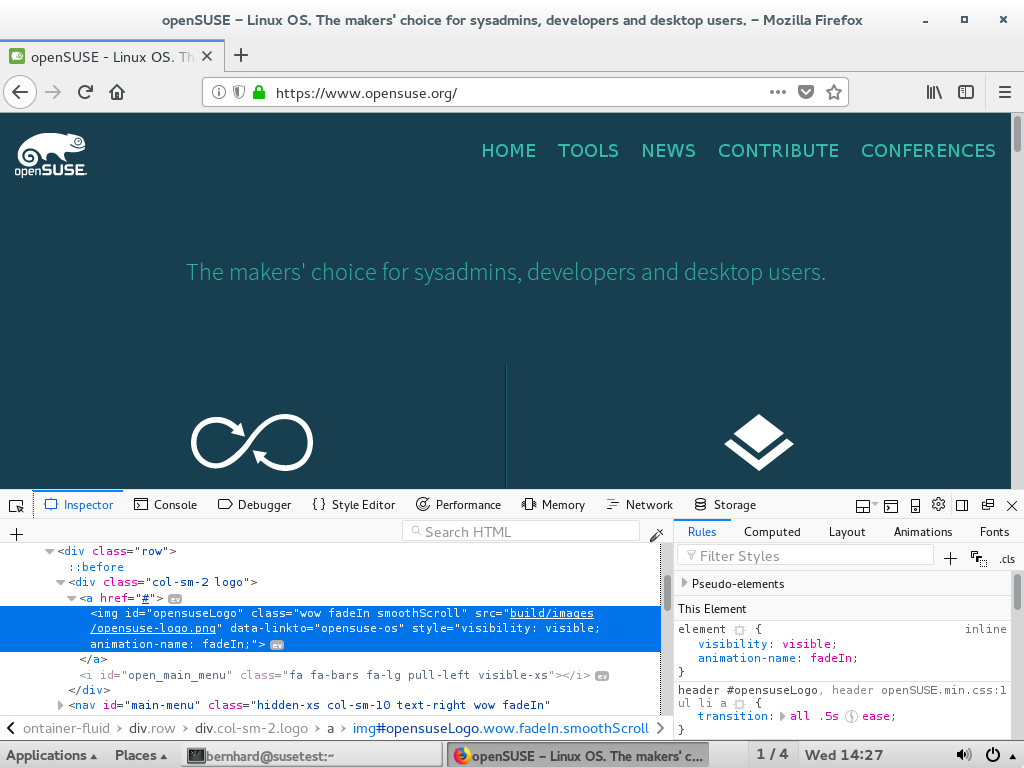 openSUSE – Linux OS. The makers' choice for sysadmins, developers and desktop users. – Mozilla Firefox
openSUSE - Linux OS. Th
https://www.opensuse.org/
openSUSE.
HOME TOOLS NEWS CONTRIBUTE CONFERENCES
The makers' choice for sysadmins, developers and desktop users.
Inspector Console Debugger Style Editor Performance Memory Network Storage
Search HTML
Rules Computed Layout Animations Fonts
Filter Styles
.cls
<div class="row">
::before
<div class="col-sm-2 logo">
<a href="#"> ev
<img id="opensuseLogo" class="wow fadeIn smoothScroll" src="build/images
/opensuse-logo.png" data-linkto="opensuse-os" style="visibility: visible;
animation-name: fadeIn;"> ev
</a>
<i id="open_main_menu" class="fa fa-bars fa-lg pull-left visible-xs"></i> ev
</div>
<nav id="main-menu" class="hidden-xs col-sm-10 text-right wow fadeIn"
Pseudo-elements
This Element
element { inline
visibility: visible;
animation-name: fadeIn;
}
header #opensuseLogo, header openSUSE.min.css:1
ul li a {
transition: all .5s ease;
}
ontainer-fluid div.row div.col-sm-2.logo a img#opensuseLogo.wow.fadeIn.smoothScroll
Applications Places bernhard@susetest:~ openSUSE – Linux OS. The makers' c... 1 / 4 Wed 14:27